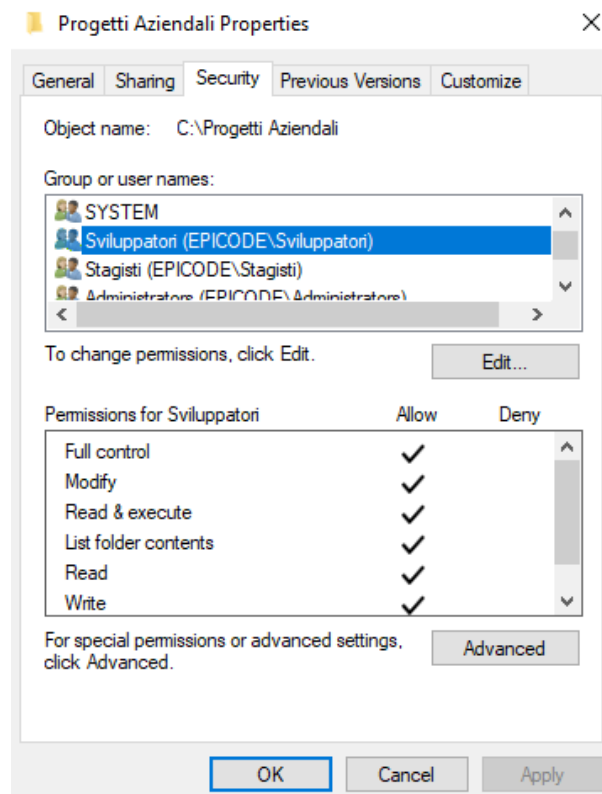 Progetti Aziendali Properties
General Sharing Security Previous Versions Customize
Object name: C:\Progetti Aziendali
Group or user names:
SYSTEM
Sviluppatori (EPICODE\Sviluppatori)
Stagisti (EPICODE\Stagisti)
Administrators (EPICODE\Administrators)
To change permissions, click Edit.
Edit...
Permissions for Sviluppatori Allow Deny
Full control
Modify
Read & execute
List folder contents
Read
Write
For special permissions or advanced settings,
click Advanced.
Advanced
OK Cancel Apply